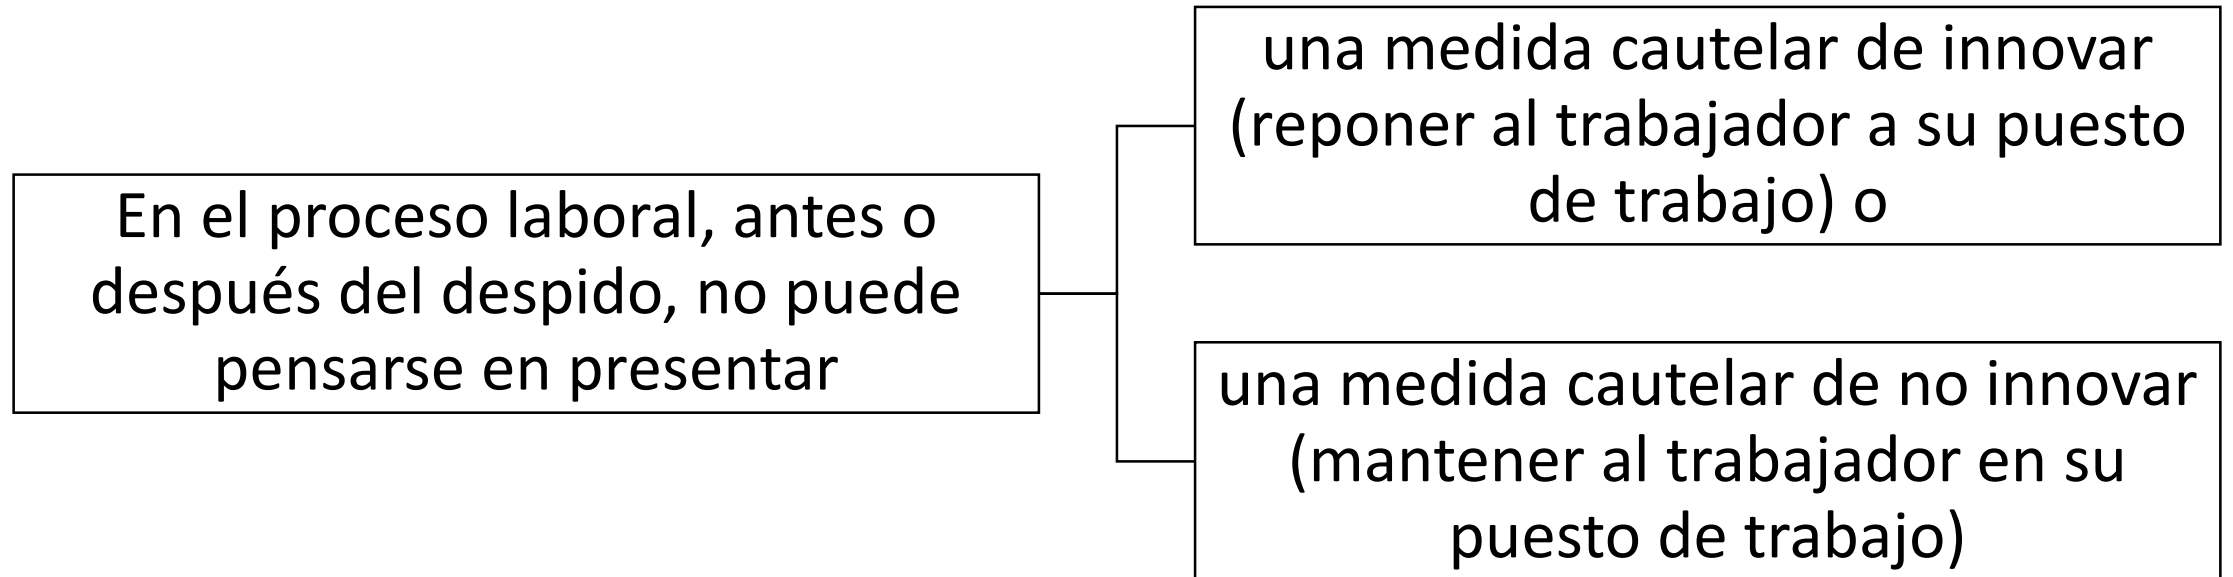 En el proceso laboral, antes o
después del despido, no puede
pensarse en presentar
una medida cautelar de innovar
(reponer al trabajador a su puesto
de trabajo) o
una medida cautelar de no innovar
(mantener al trabajador en su
puesto de trabajo)